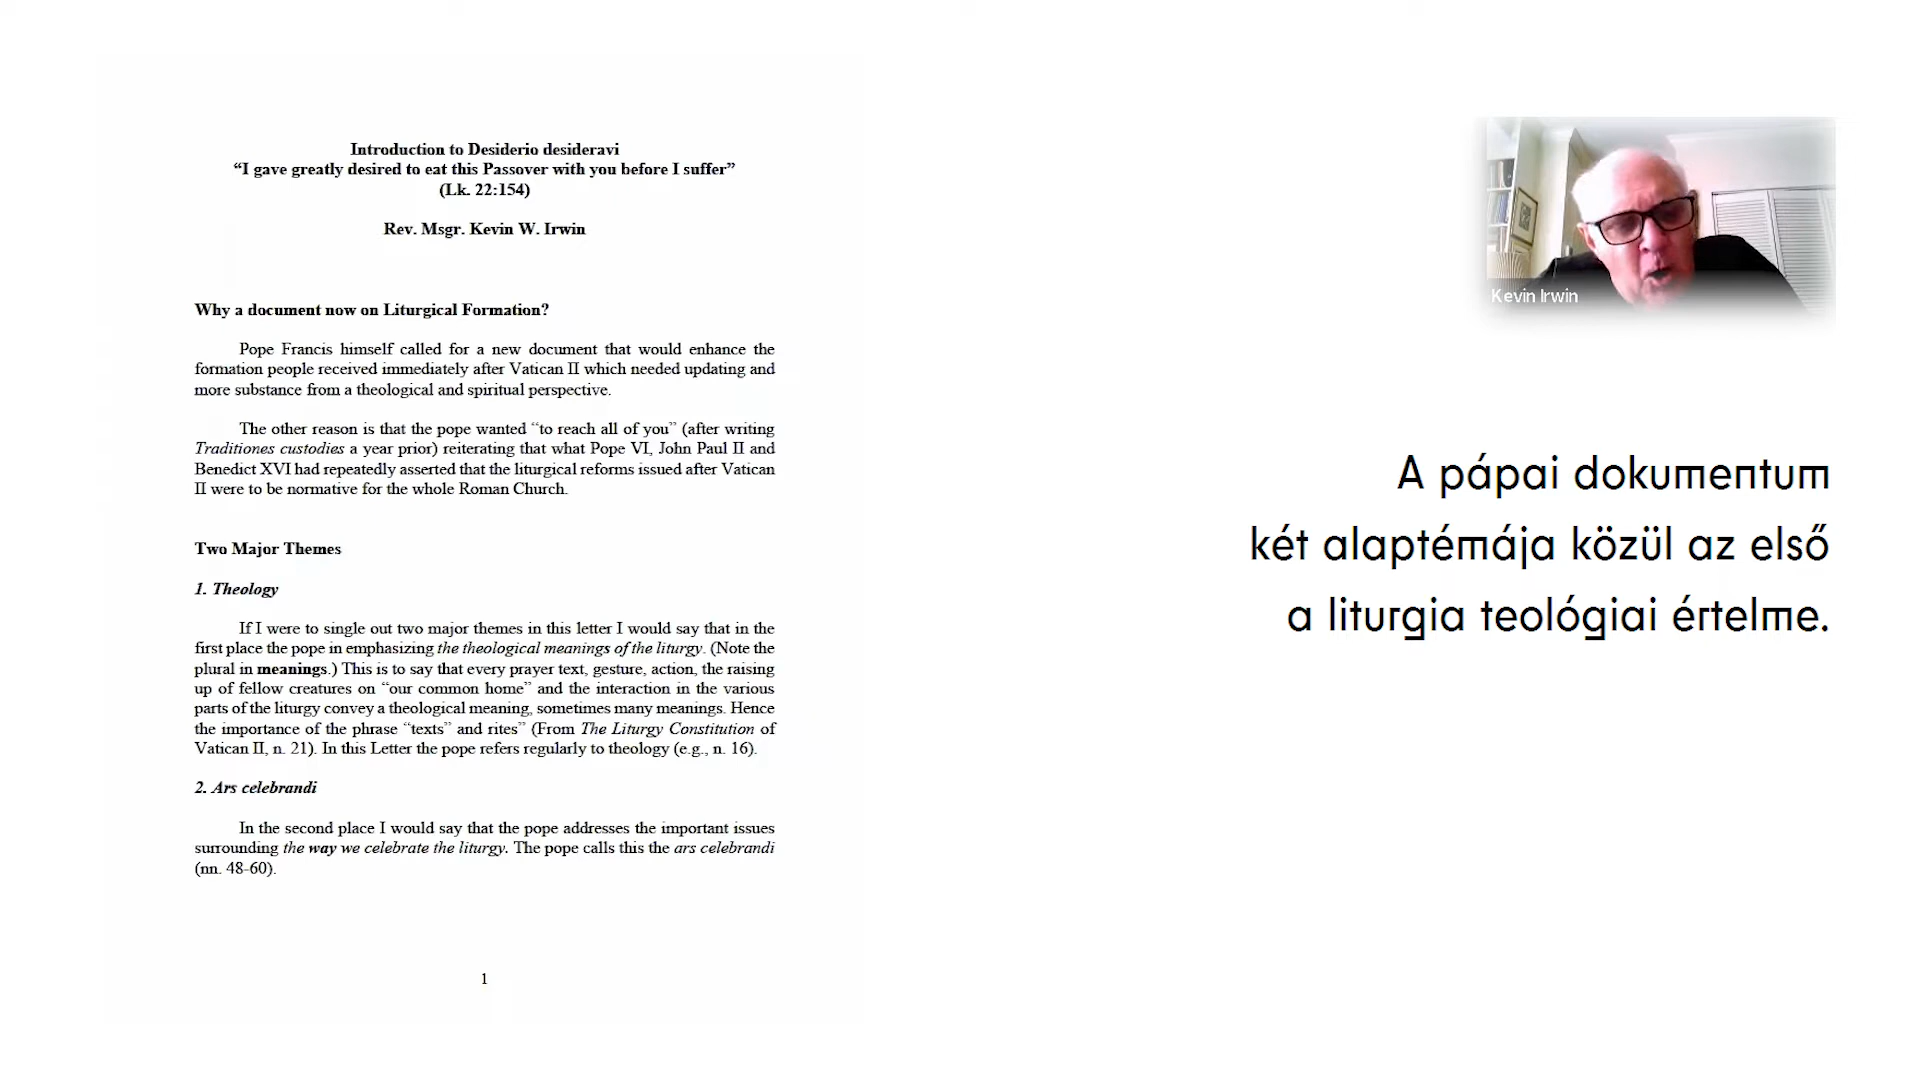 Introduction to Desiderio desideravi
“I gave greatly desired to eat this Passover with you before I suffer”
(Lk. 22:154)
Rev. Msgr. Kevin W. Irwin
Why a document now on Liturgical Formation?
Pope Francis himself called for a new document that would enhance the
formation people received immediately after Vatican II which needed updating and
more substance from a theological and spiritual perspective.
The other reason is that the pope wanted “to reach all of you” (after writing
Traditiones custodies a year prior) reiterating that what Pope VI, John Paul II and
Benedict XVI had repeatedly asserted that the liturgical reforms issued after Vatican
II were to be normative for the whole Roman Church.
Two Major Themes
1. Theology
If I were to single out two major themes in this letter I would say that in the
first place the pope in emphasizing the theological meanings of the liturgy. (Note the
plural in meanings.) This is to say that every prayer text, gesture, action, the raising
up of fellow creatures on “our common home” and the interaction in the various
parts of the liturgy convey a theological meaning, sometimes many meanings. Hence
the importance of the phrase “texts” and rites” (From The Liturgy Constitution of
Vatican II, n. 21). In this Letter the pope refers regularly to theology (e.g., n. 16).
2. Ars celebrandi
In the second place I would say that the pope addresses the important issues
surrounding the way we celebrate the liturgy. The pope calls this the ars celebrandi
(nn. 48-60).
1
Kevin Irwin
A pápai dokumentum
két alaptémája közül az első
a liturgia teológiai értelme.